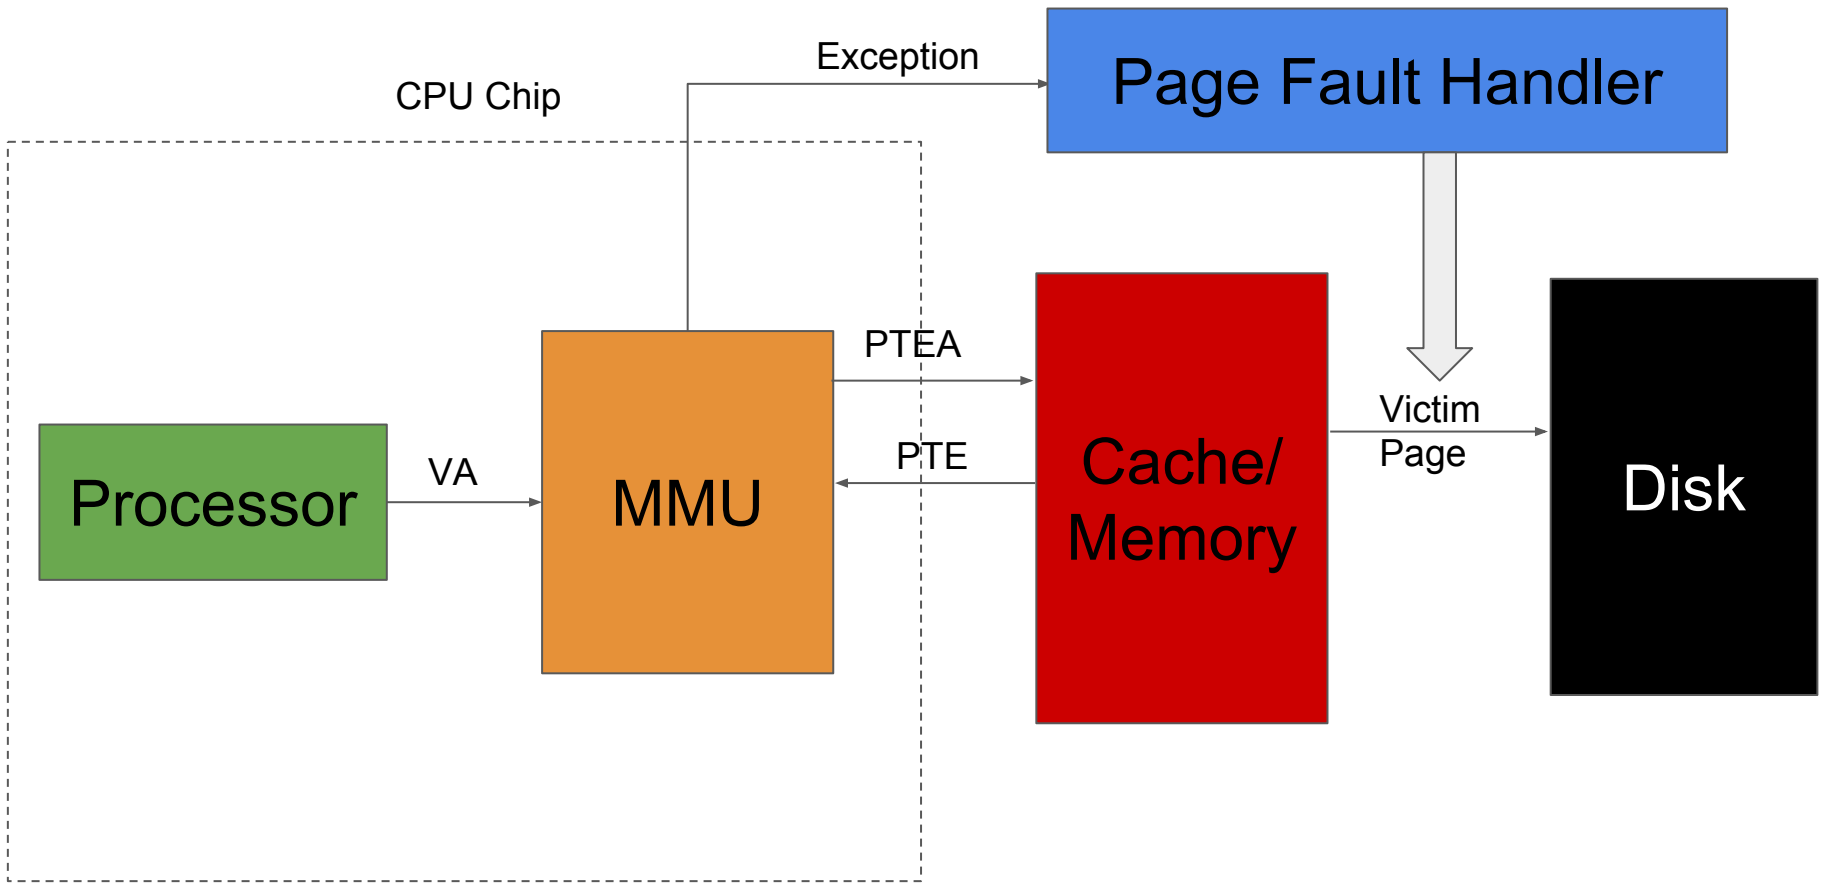 Exception
Page Fault Handler
CPU Chip
PTEA
Victim
Page
PTE
VA
Processor
MMU
Cache/
Memory
Disk